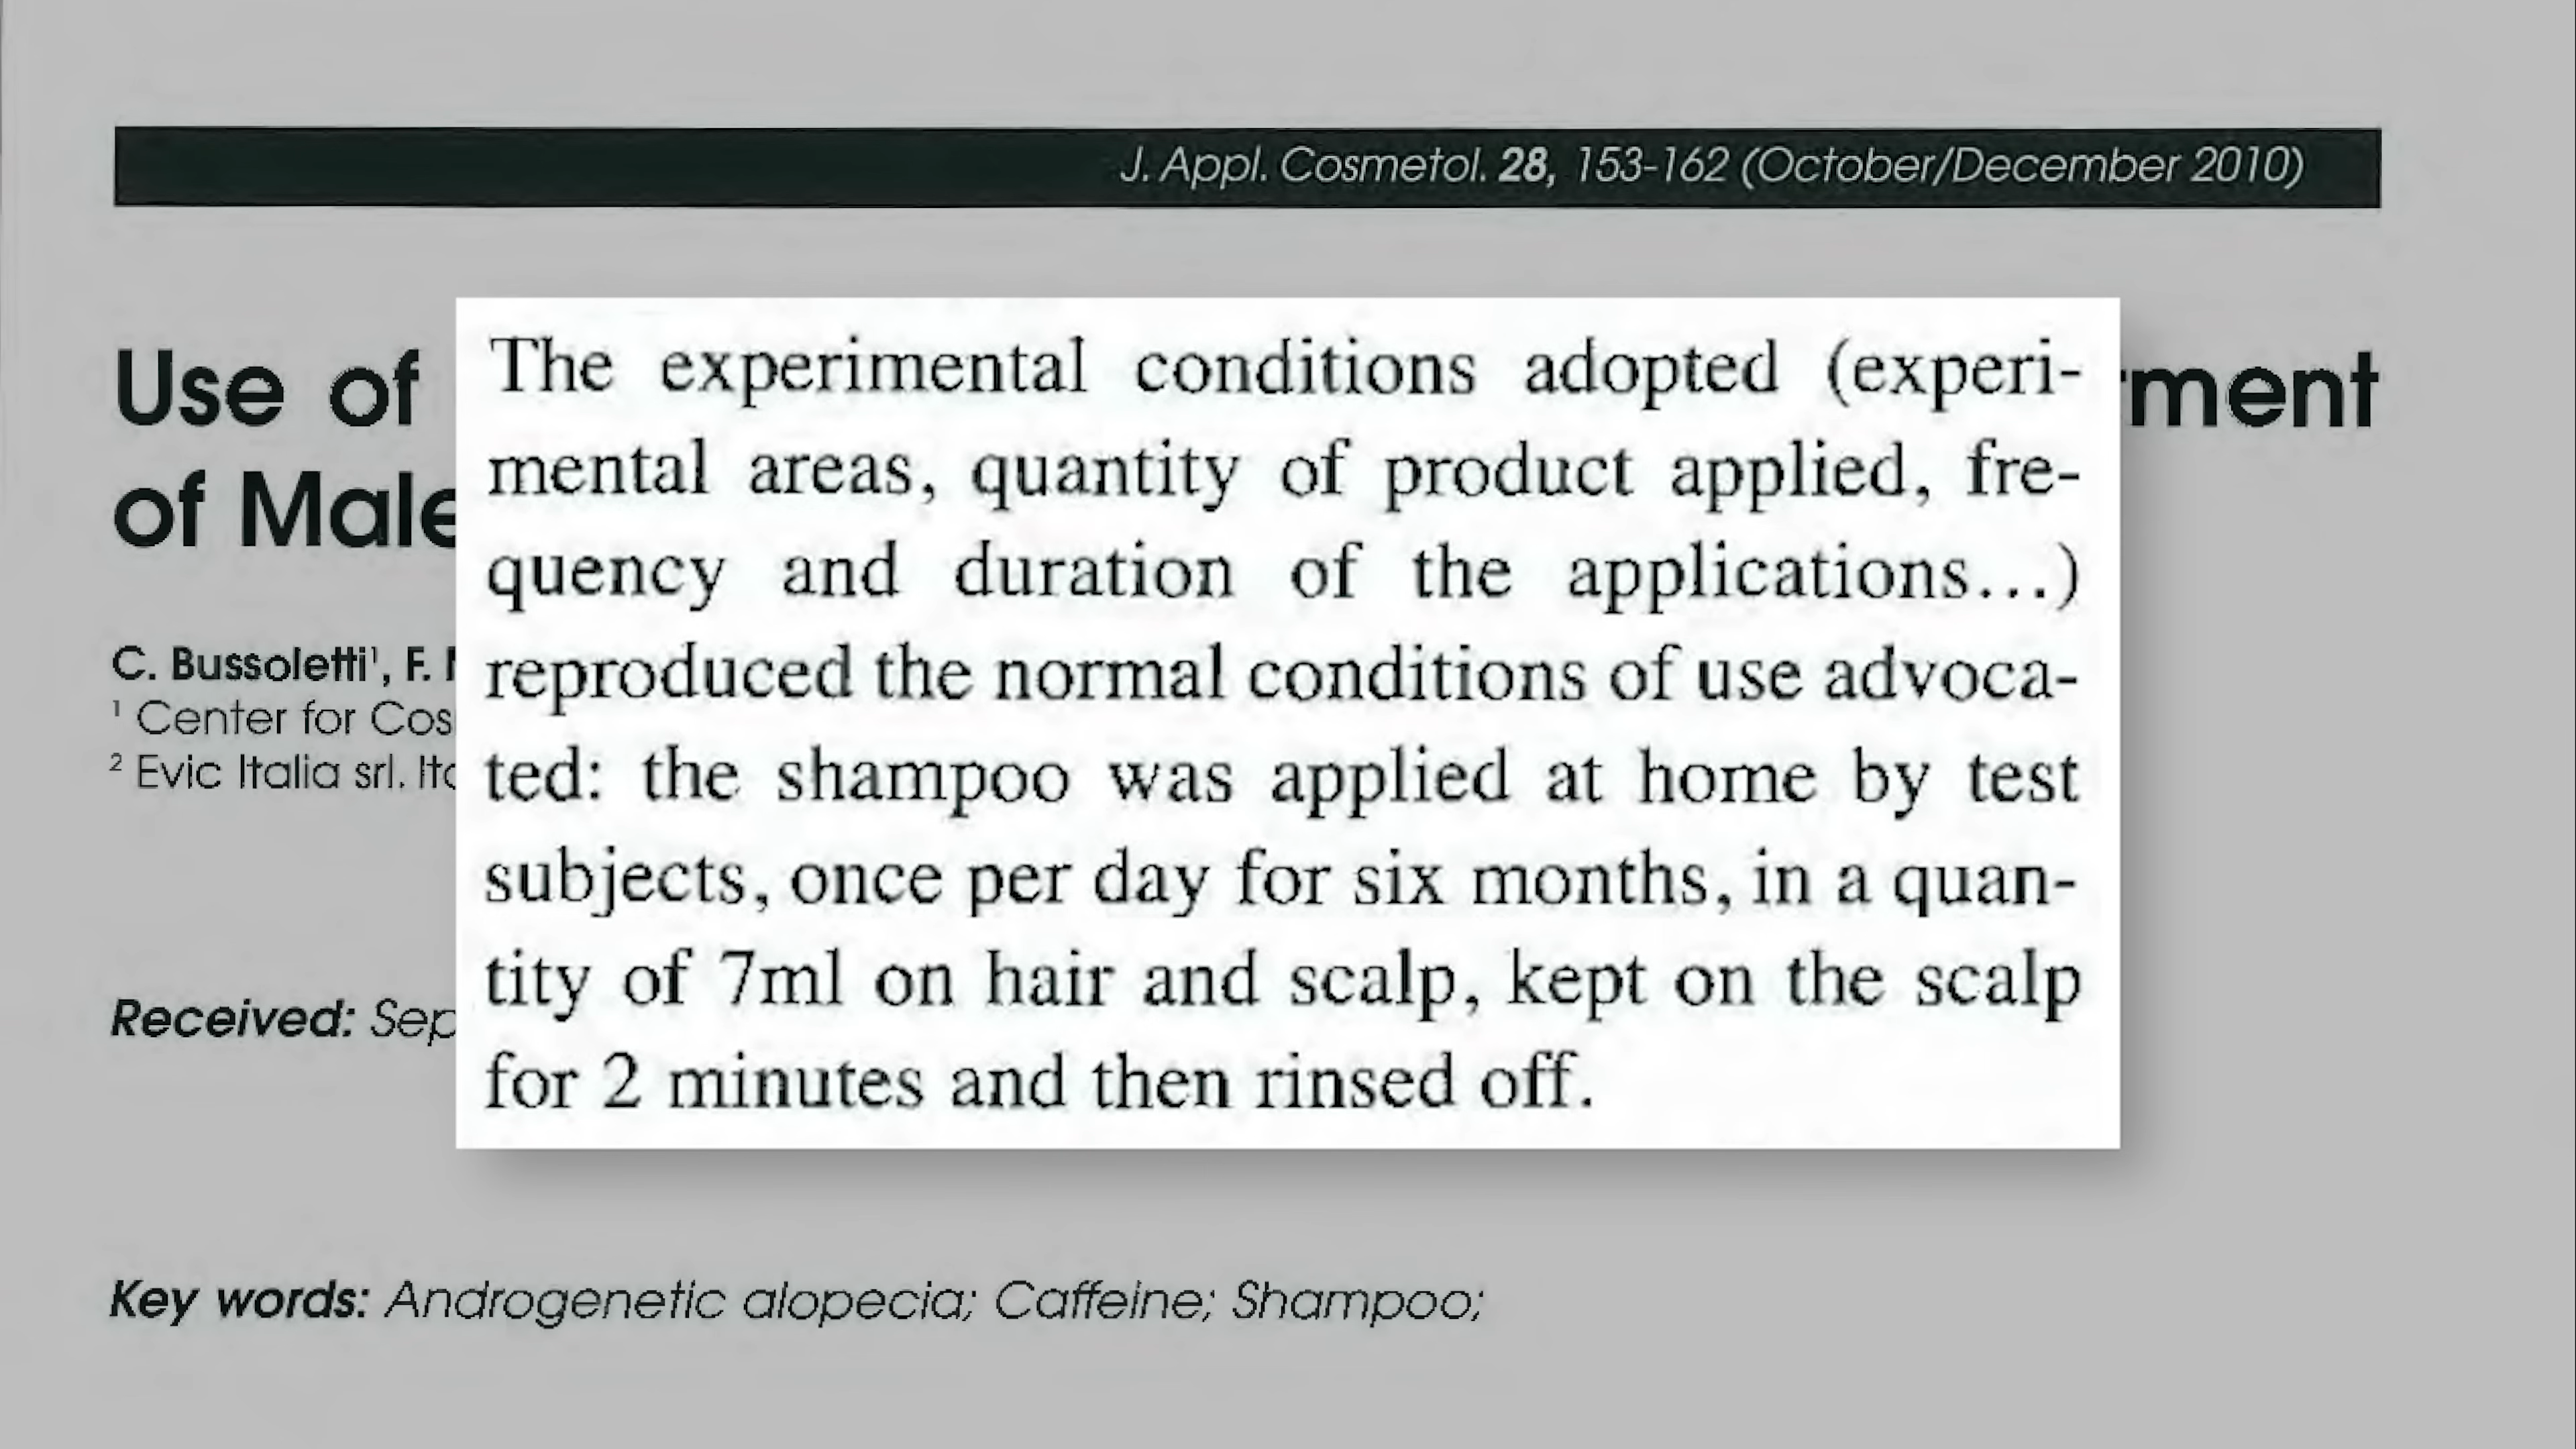 J. Appl. Cosmetol. 28, 153-162 (October/December 2010)
Use of
of Male
C. Bussoletti¹, F.
¹ Center for Cos
² Evic Italia srl. Ita
Received: Sep
The experimental conditions adopted (experi-
mental areas, quantity of product applied, fre-
quency and duration of the applications...)
reproduced the normal conditions of use advoca-
ted: the shampoo was applied at home by test
subjects, once per day for six months, in a quan-
tity of 7ml on hair and scalp, kept on the scalp
for 2 minutes and then rinsed off.
Key words: Androgenetic alopecia; Caffeine; Shampoo;